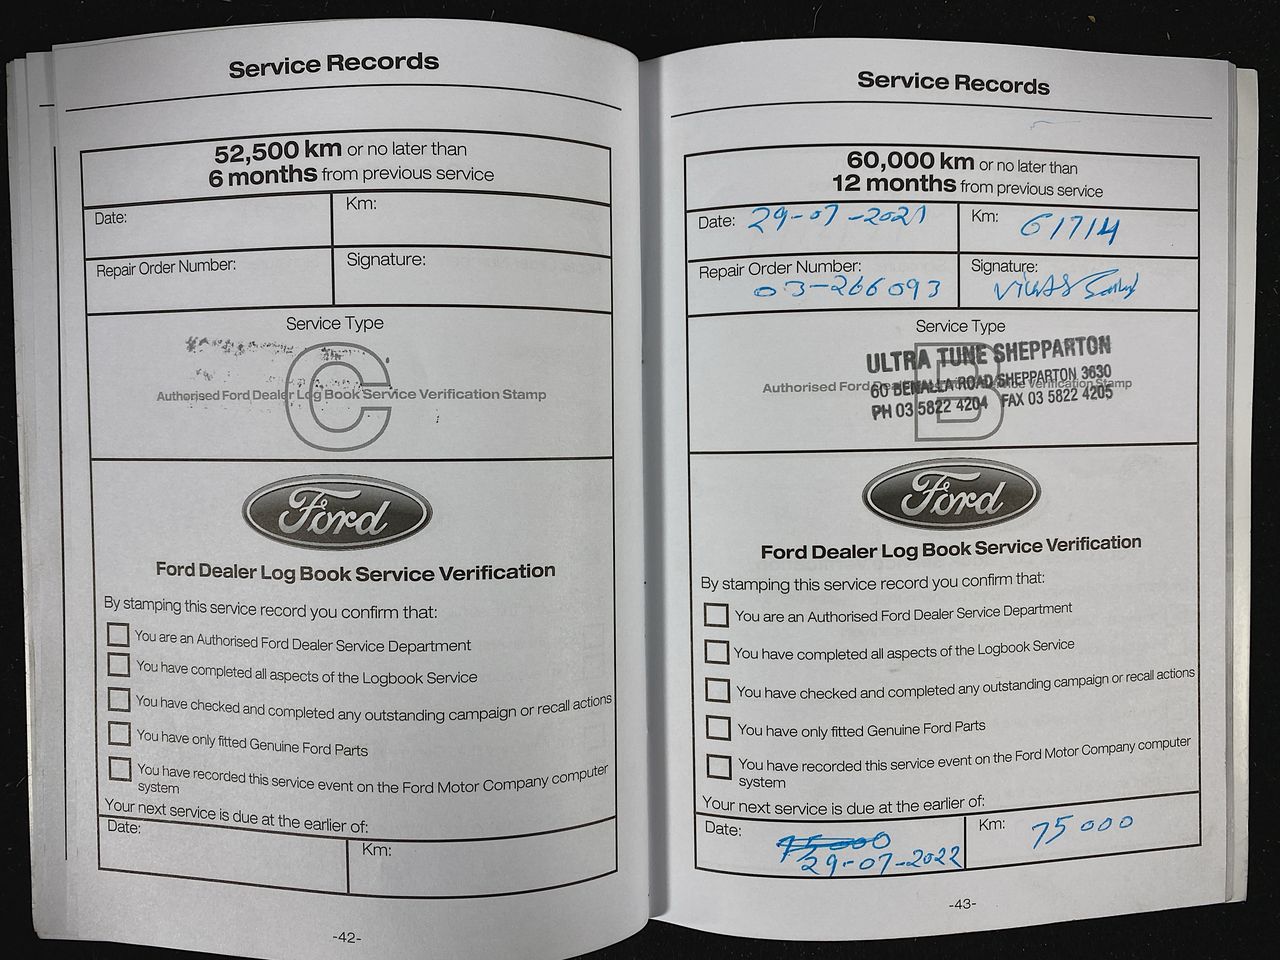 Service Records
52,500 km or no later than
6 months from previous service
Date:
Km:
Repair Order Number:
Signature:
Service Type
C
Authorised Ford Dealer Log Book Service Verification Stamp
Ford
Ford Dealer Log Book Service Verification
By stamping this service record you confirm that:
You are an Authorised Ford Dealer Service Department
You have completed all aspects of the Logbook Service
You have checked and completed any outstanding campaign or recall actions
You have only fitted Genuine Ford Parts
You have recorded this service event on the Ford Motor Company computer
system
Your next service is due at the earlier of:
Date:
Km:
-42-
Service Records
60,000 km or no later than
12 months from previous service
Date: 29-07-2021
Km: 61714
Repair Order Number:
03-266093
Signature:
Service Type
B
ULTRA TUNE SHEPPARTON
Authorised Ford Service Verification Stamp
60 BENALLA ROAD SHEPPARTON 3630
PH 03 5822 4204 FAX 03 5822 4205
Ford
Ford Dealer Log Book Service Verification
By stamping this service record you confirm that:
You are an Authorised Ford Dealer Service Department
You have completed all aspects of the Logbook Service
You have checked and completed any outstanding campaign or recall actions
You have only fitted Genuine Ford Parts
You have recorded this service event on the Ford Motor Company computer
system
Your next service is due at the earlier of:
Date: 75000
29-07-2022
Km: 75000
-43-